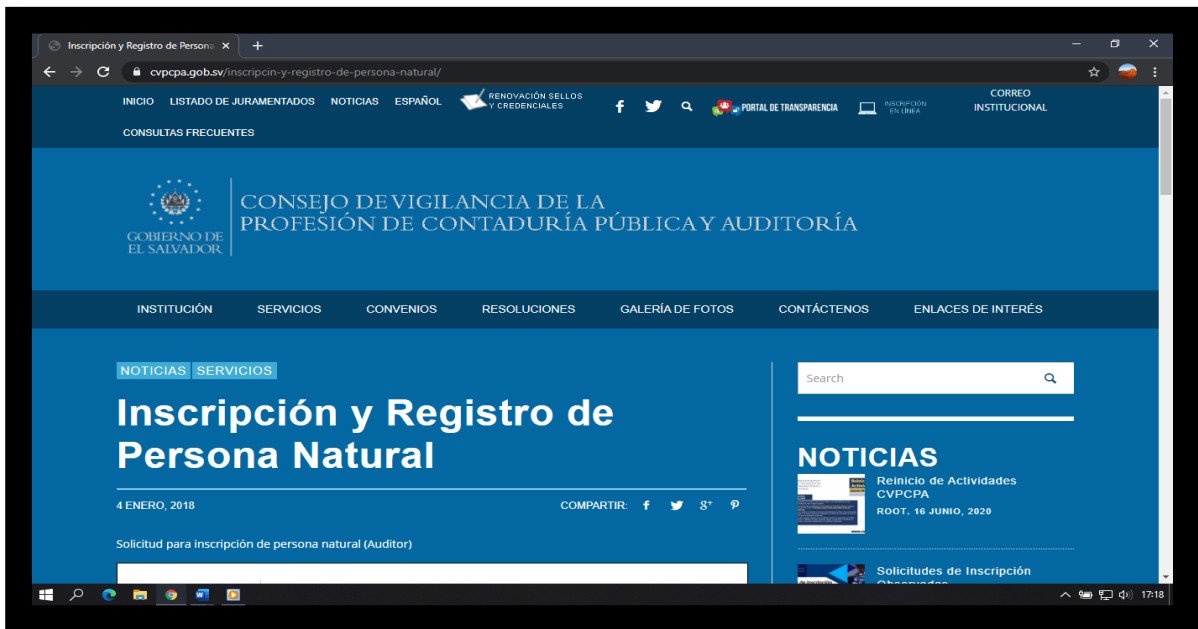 Inscripción y Registro de Persona
cvpcpa.gob.sv/inscripcin-y-registro-de-persona-natural/
INICIO LISTADO DE JURAMENTADOS NOTICIAS ESPAÑOL
RENOVACIÓN SELLOS
Y CREDENCIALES
PORTAL DE TRANSPARENCIA
INSCRIPCIÓN
EN LÍNEA
CORREO
INSTITUCIONAL
CONSULTAS FRECUENTES
GOBIERNO DE
EL SALVADOR
CONSEJO DE VIGILANCIA DE LA
PROFESIÓN DE CONTADURÍA PÚBLICA Y AUDITORÍA
INSTITUCIÓN SERVICIOS CONVENIOS RESOLUCIONES GALERÍA DE FOTOS CONTÁCTENOS ENLACES DE INTERÉS
NOTICIAS SERVICIOS
Inscripción y Registro de
Persona Natural
4 ENERO, 2018
COMPARTIR:
Solicitud para inscripción de persona natural (Auditor)
Search
NOTICIAS
Reinicio de Actividades
CVPCPA
ROOT, 16 JUNIO, 2020
Solicitudes de Inscripción
Observadas
17:18